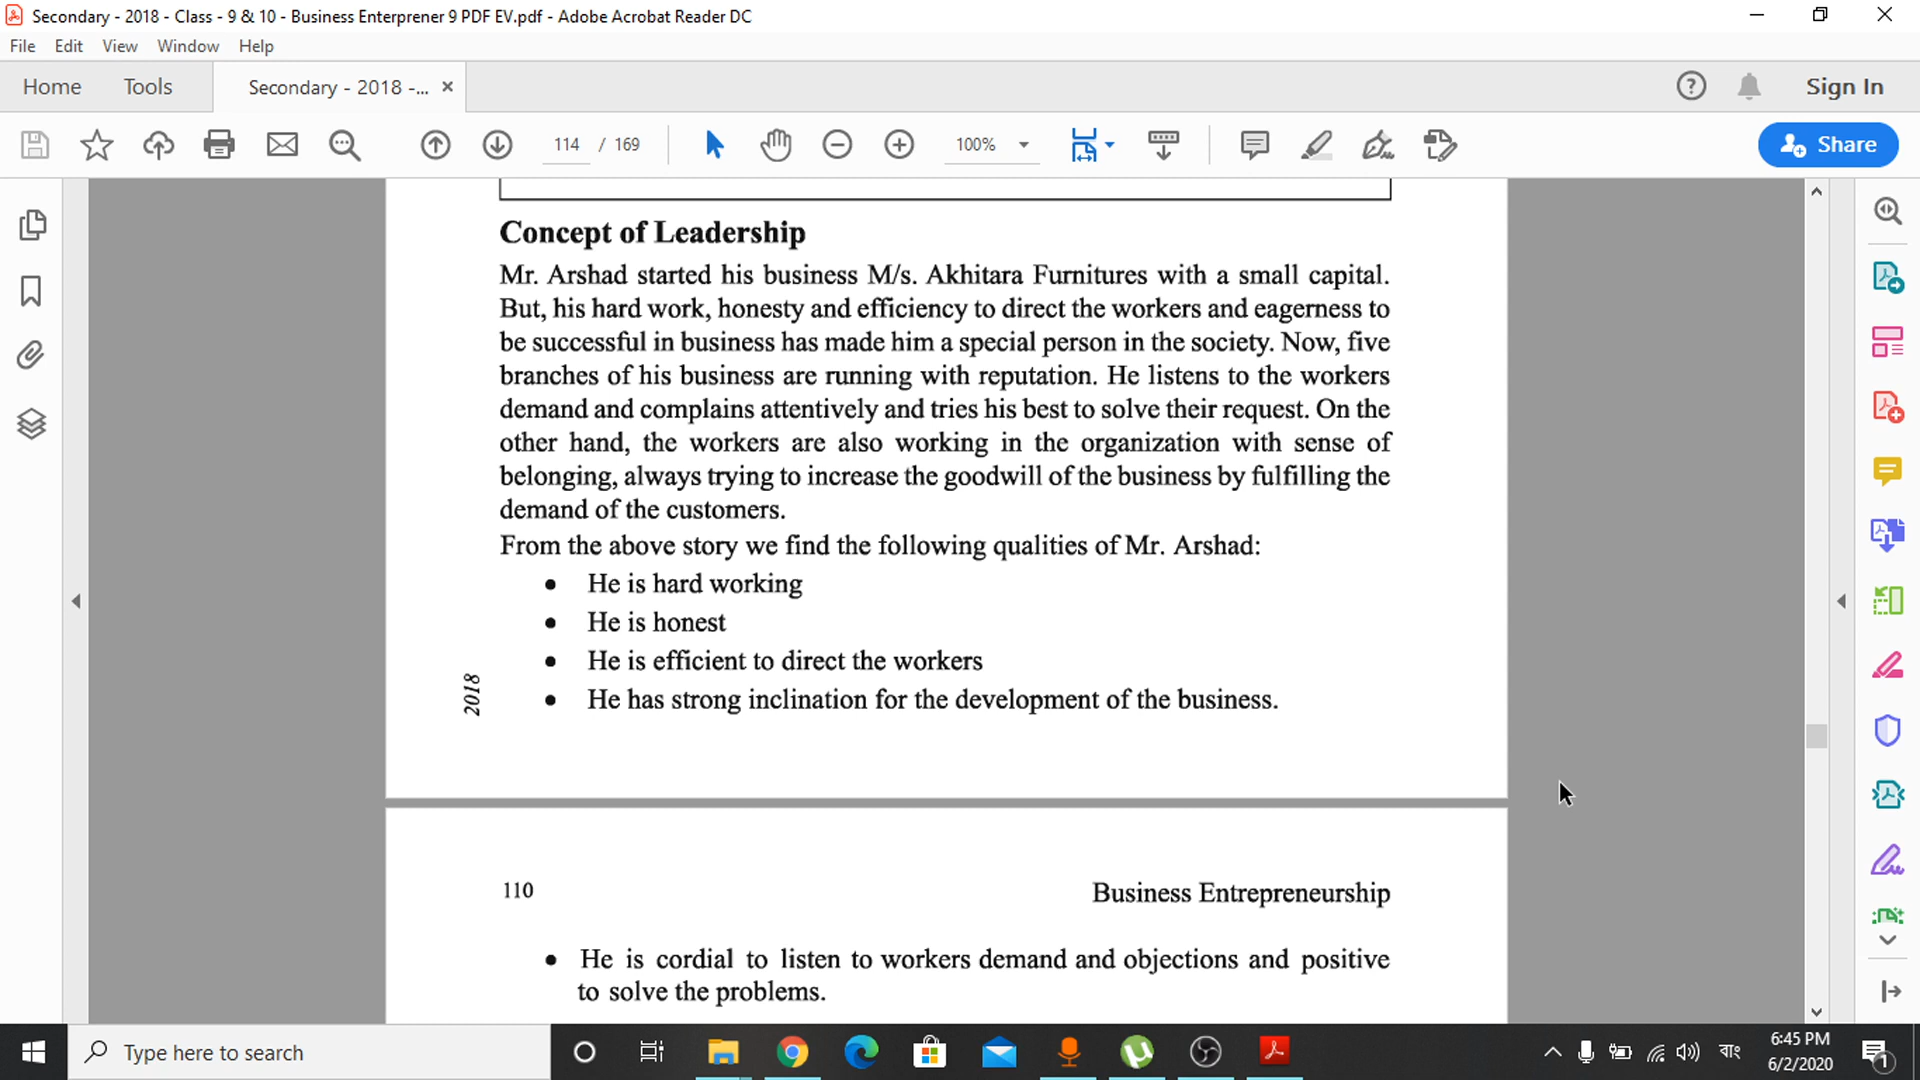 Secondary - 2018 - Class - 9 & 10 - Business Enterprener 9 PDF EV.pdf - Adobe Acrobat Reader DC
File Edit View Window Help
Home Tools Secondary - 2018 -... × Sign In
114 / 169 100% Share
Concept of Leadership
Mr. Arshad started his business M/s. Akhitara Furnitures with a small capital.
But, his hard work, honesty and efficiency to direct the workers and eagerness to
be successful in business has made him a special person in the society. Now, five
branches of his business are running with reputation. He listens to the workers
demand and complains attentively and tries his best to solve their request. On the
other hand, the workers are also working in the organization with sense of
belonging, always trying to increase the goodwill of the business by fulfilling the
demand of the customers.
From the above story we find the following qualities of Mr. Arshad:
• He is hard working
• He is honest
• He is efficient to direct the workers
2018
• He has strong inclination for the development of the business.
110 Business Entrepreneurship
• He is cordial to listen to workers demand and objections and positive
to solve the problems.
Type here to search
বাং
6:45 PM
6/2/2020
1